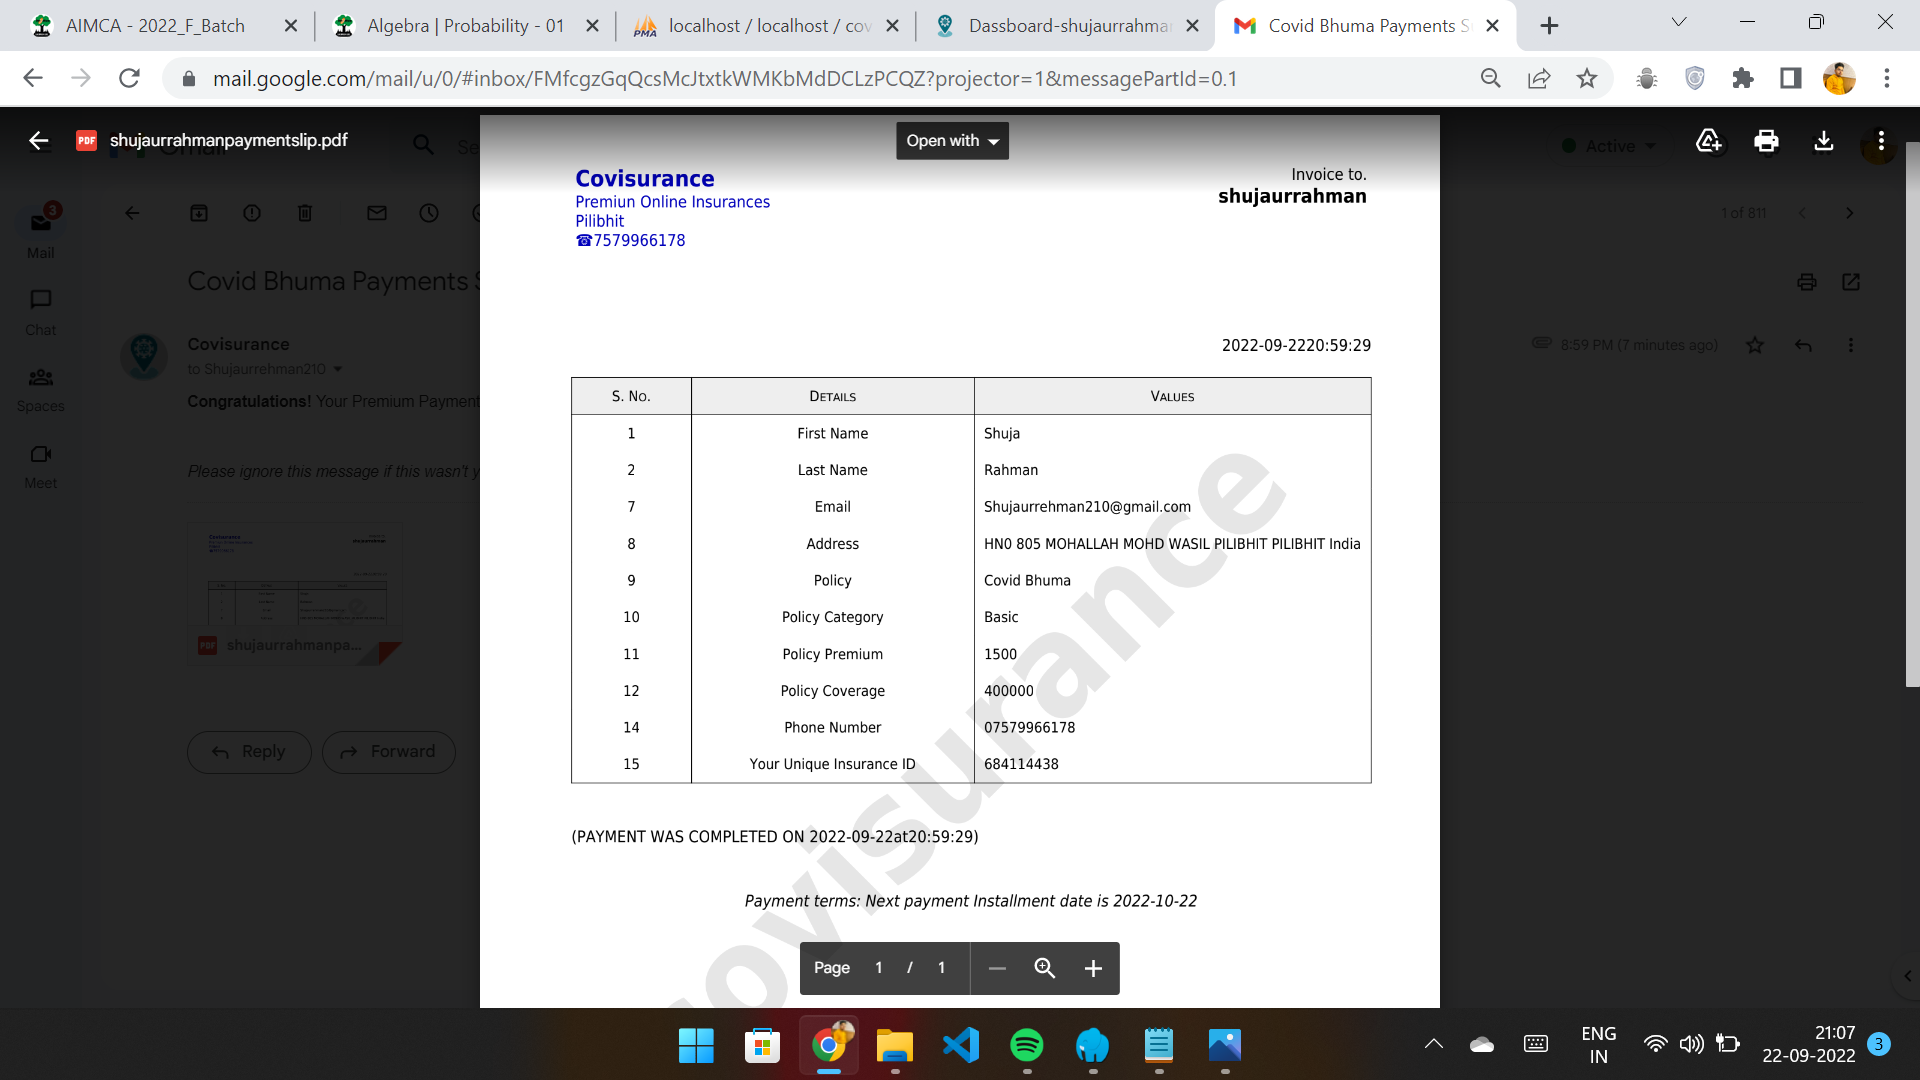 AIMCA - 2022_F_Batch
Algebra | Probability - 01
localhost / localhost / cov
Dassboard-shujaurrahman
Covid Bhuma Payments S
mail.google.com/mail/u/0/#inbox/FMfcgzGqQcsMcJtxtkWMKbMdDCLzPCQZ?projector=1&messagePartId=0.1
PDF shujaurrahmanpaymentslip.pdf
Open with
Active
3
Mail
Chat
Spaces
Meet
1 of 811
Covid Bhuma Payments S
Covisurance
to Shujaurrehman210
8:59 PM (7 minutes ago)
Congratulations! Your Premium Payment
Please ignore this message if this wasn't y
PDF shujaurrahmanpa...
Reply Forward
Covisurance
Premiun Online Insurances
Pilibhit
☎7579966178
Invoice to.
shujaurrahman
2022-09-2220:59:29
S. No. Details Values
1 First Name Shuja
2 Last Name Rahman
7 Email Shujaurrehman210@gmail.com
8 Address HN0 805 MOHALLAH MOHD WASIL PILIBHIT PILIBHIT India
9 Policy Covid Bhuma
10 Policy Category Basic
11 Policy Premium 1500
12 Policy Coverage 400000
14 Phone Number 07579966178
15 Your Unique Insurance ID 684114438
(PAYMENT WAS COMPLETED ON 2022-09-22at20:59:29)
Payment terms: Next payment Installment date is 2022-10-22
ovisurance
Page 1 / 1
ENG
IN
21:07
22-09-2022
3